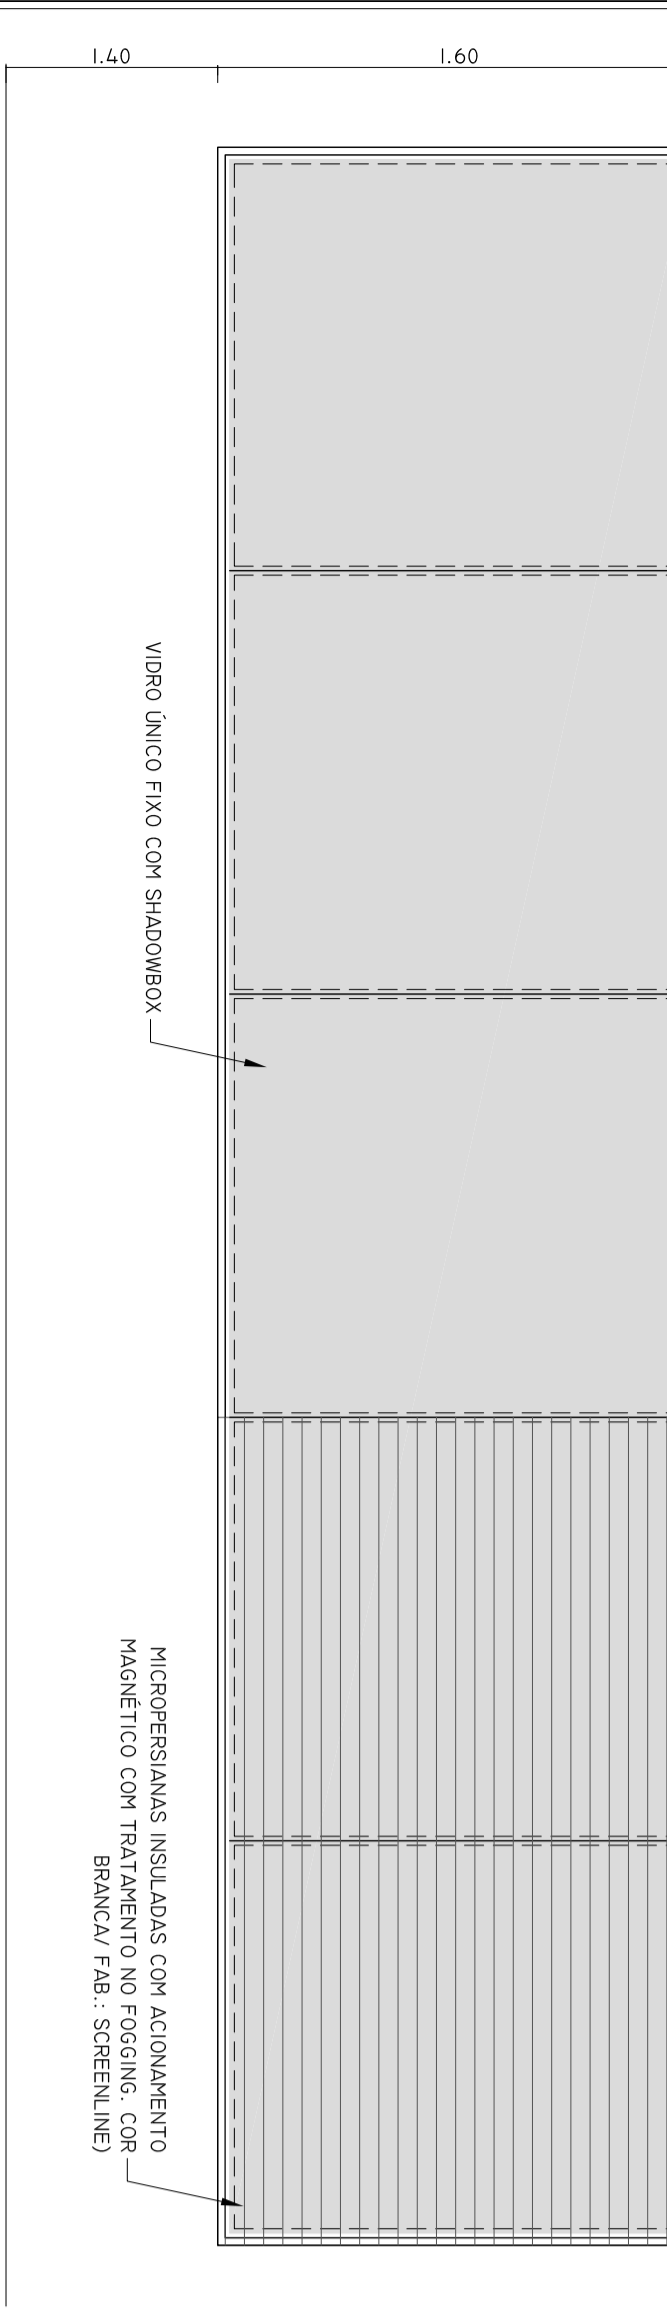 1.40
1.60
VIDRO ÚNICO FIXO COM SHADOWBOX
MICROPERSIANAS INSULADAS COM ACIONAMENTO
MAGNÉTICO COM TRATAMENTO NO FOGGING. COR
BRANCA/ FAB.: SCREENLINE)